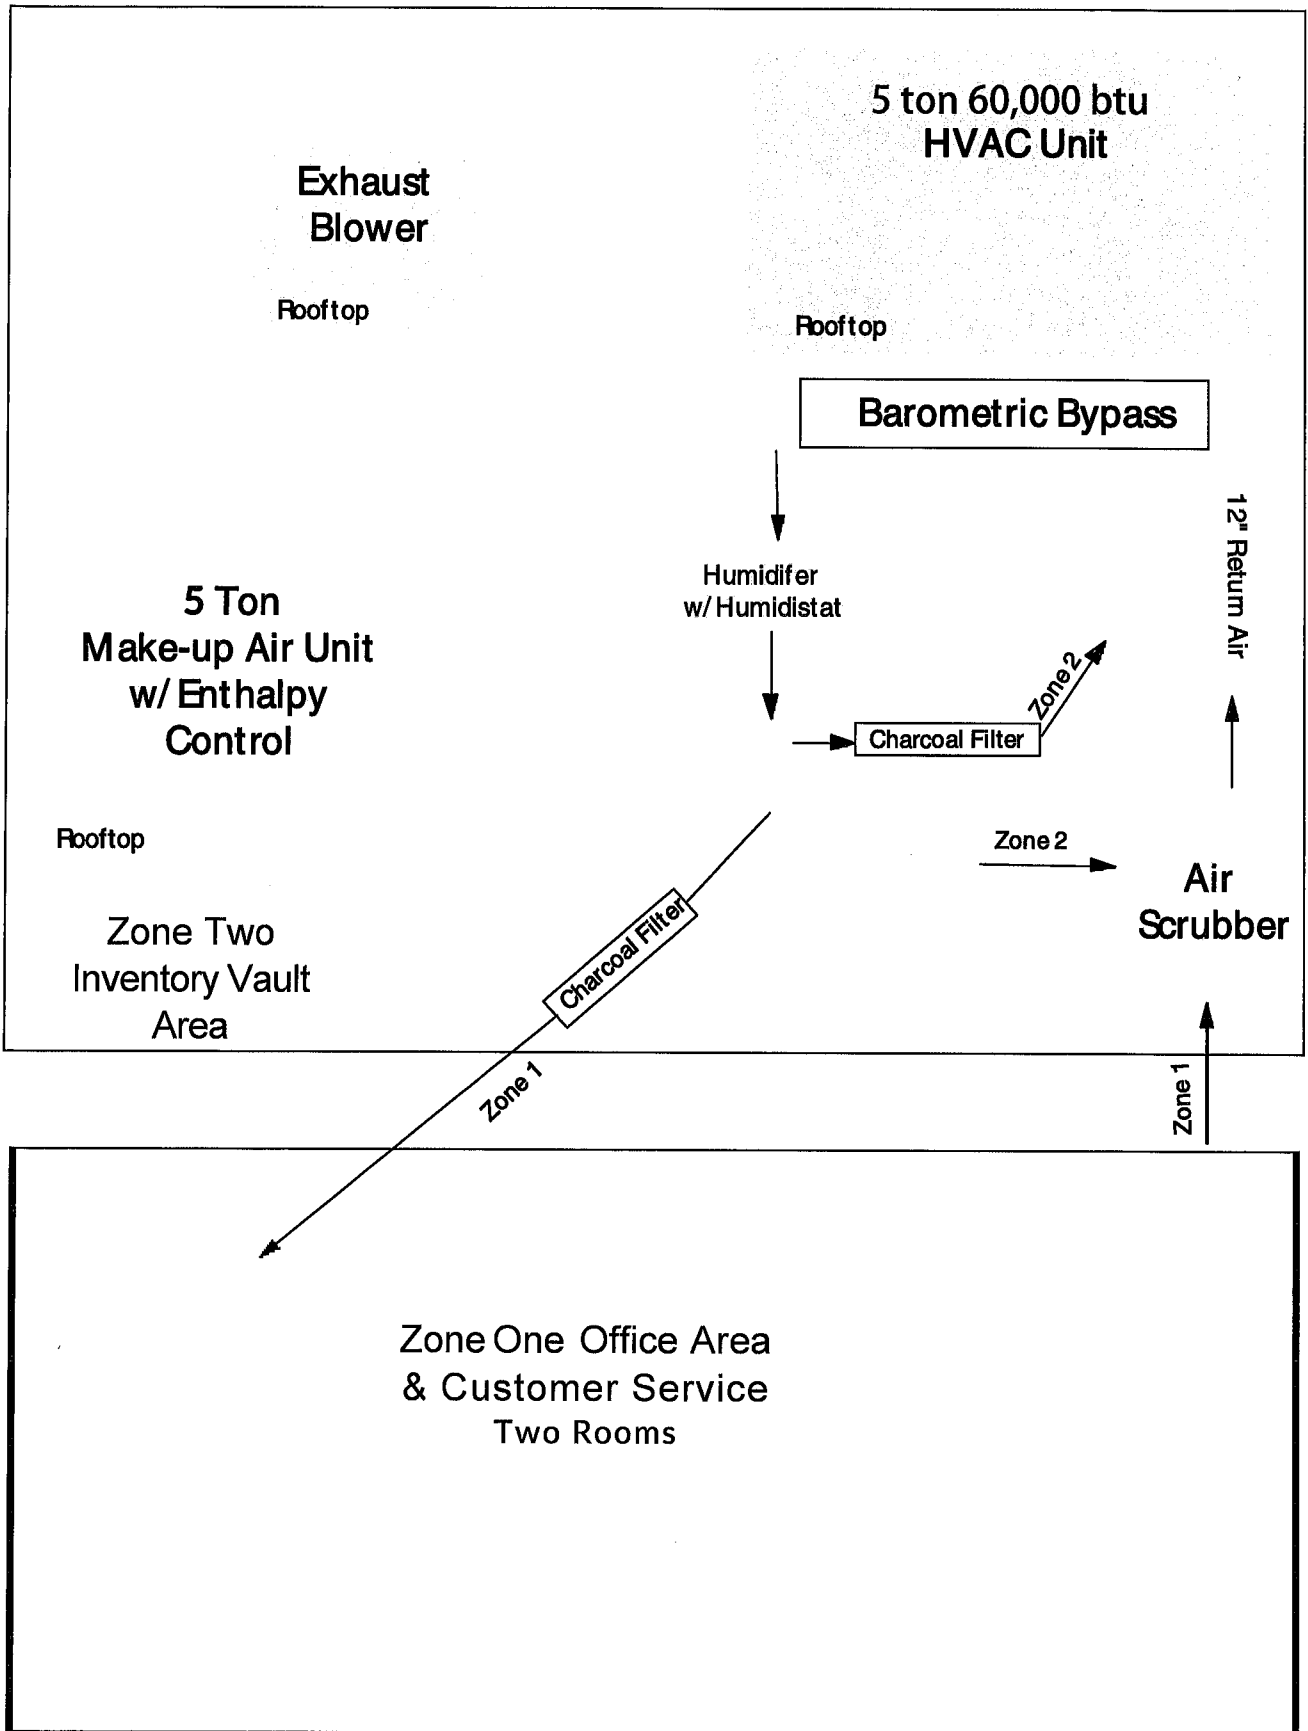 5 ton 60,000 btu
HVAC Unit
Exhaust
Blower
Rooftop
Rooftop
Barometric Bypass
12" Return Air
Humidifer
w/ Humidistat
5 Ton
Make-up Air Unit
w/ Enthalpy
Control
Zone 2
Charcoal Filter
Rooftop
Zone 2
Air
Scrubber
Charcoal Filter
Zone Two
Inventory Vault
Area
Zone 1
Zone 1
Zone One Office Area
& Customer Service
Two Rooms